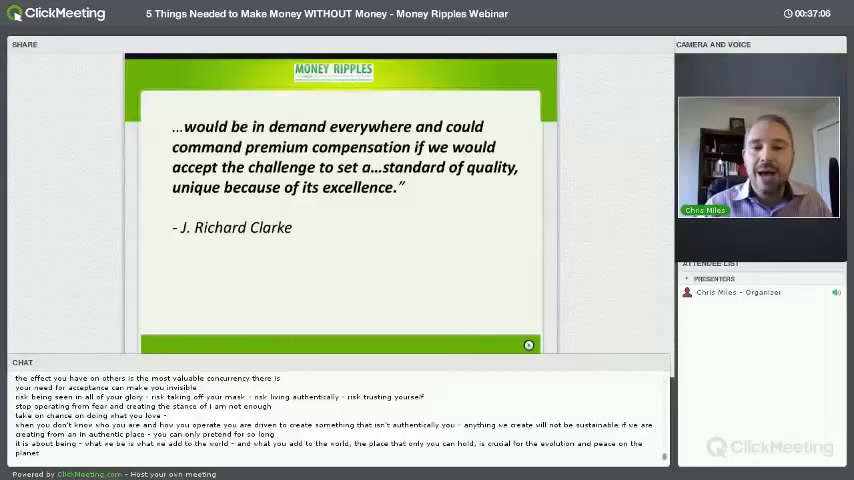 ClickMeeting
5 Things Needed to Make Money WITHOUT Money - Money Ripples Webinar
00:37:06
SHARE
CAMERA AND VOICE
MONEY RIPPLES
...would be in demand everywhere and could
command premium compensation if we would
accept the challenge to set a...standard of quality,
unique because of its excellence.”
- J. Richard Clarke
Chris Miles
ATTENDEE LIST
PRESENTERS
Chris Miles - Organizer
CHAT
the effect you have on others is the most valuable concurrency there is
your need for acceptance can make you invisible
risk being seen in all of your glory - risk taking off your mask - risk living authentically - risk trusting yourself
stop operating from fear and creating the stance of I am not enough
take on chance on doing what you love -
when you don't know who you are and how you operate you are driven to create something that isn't authentically you - anything we create will not be sustainable if we are
creating from an in authentic place - you can only pretend for so long
it is about being - what we be is what we add to the world - and what you add to the world, the place that only you can hold, is crucial for the evolution and peace on the
planet
ClickMeeting
Powered by ClickMeeting.com - Host your own meeting